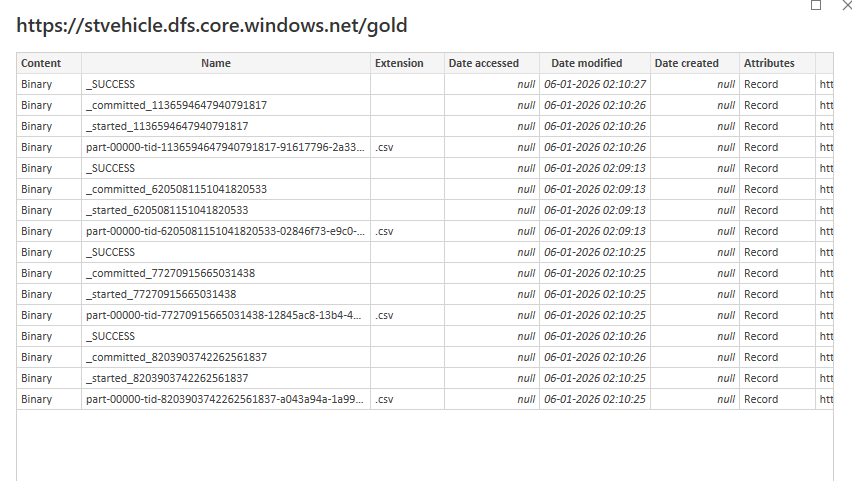 https://stvehicle.dfs.core.windows.net/gold
Content Name Extension Date accessed Date modified Date created Attributes
Binary _SUCCESS null 06-01-2026 02:10:27 null Record htt
Binary _committed_1136594647940791817 null 06-01-2026 02:10:26 null Record htt
Binary _started_1136594647940791817 null 06-01-2026 02:10:26 null Record htt
Binary part-00000-tid-1136594647940791817-91617796-2a33... .csv null 06-01-2026 02:10:26 null Record htt
Binary _SUCCESS null 06-01-2026 02:09:13 null Record htt
Binary _committed_6205081151041820533 null 06-01-2026 02:09:13 null Record htt
Binary _started_6205081151041820533 null 06-01-2026 02:09:13 null Record htt
Binary part-00000-tid-6205081151041820533-02846f73-e9c0-... .csv null 06-01-2026 02:09:13 null Record htt
Binary _SUCCESS null 06-01-2026 02:10:25 null Record htt
Binary _committed_77270915665031438 null 06-01-2026 02:10:25 null Record htt
Binary _started_77270915665031438 null 06-01-2026 02:10:25 null Record htt
Binary part-00000-tid-77270915665031438-12845ac8-13b4-4... .csv null 06-01-2026 02:10:25 null Record htt
Binary _SUCCESS null 06-01-2026 02:10:26 null Record htt
Binary _committed_8203903742262561837 null 06-01-2026 02:10:26 null Record htt
Binary _started_8203903742262561837 null 06-01-2026 02:10:25 null Record htt
Binary part-00000-tid-8203903742262561837-a043a94a-1a99... .csv null 06-01-2026 02:10:25 null Record htt